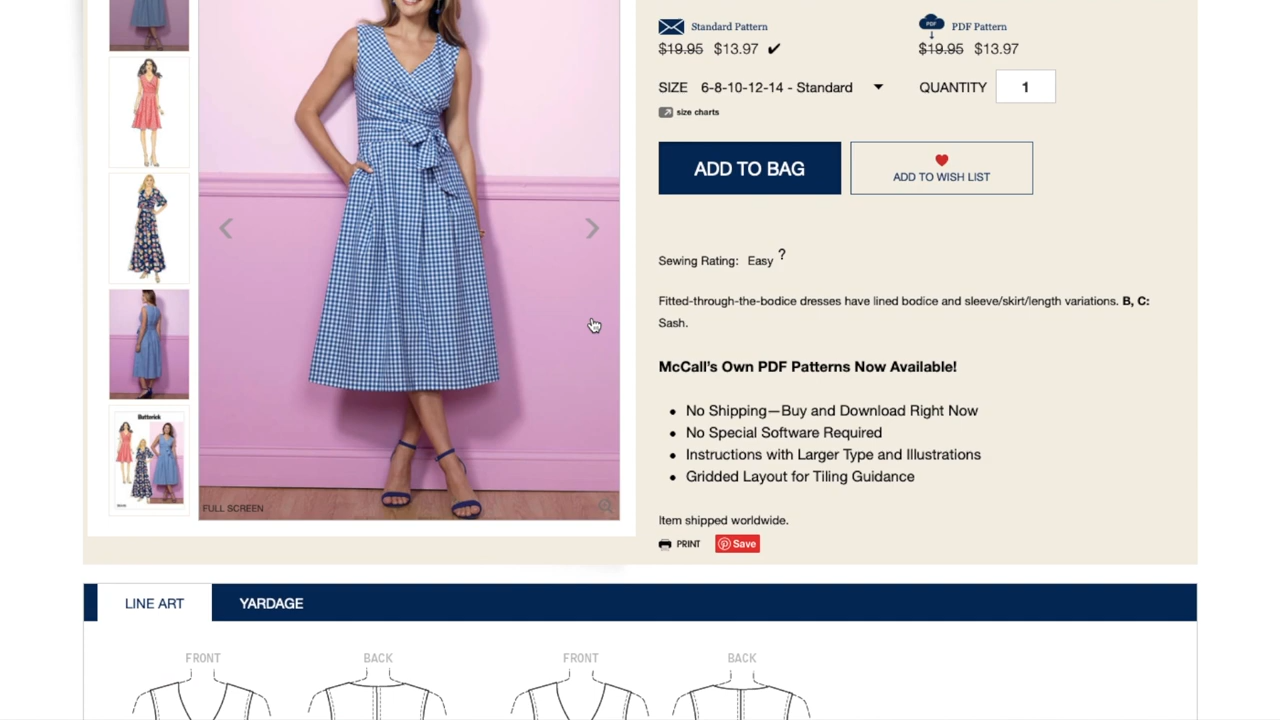 Standard Pattern
PDF
PDF Pattern
$19.95 $13.97 ✔
$19.95 $13.97
SIZE 6-8-10-12-14 - Standard
QUANTITY 1
size charts
ADD TO BAG
ADD TO WISH LIST
Sewing Rating: Easy ?
Fitted-through-the-bodice dresses have lined bodice and sleeve/skirt/length variations. B, C:
Sash.
McCall's Own PDF Patterns Now Available!
No Shipping—Buy and Download Right Now
No Special Software Required
Instructions with Larger Type and Illustrations
Gridded Layout for Tiling Guidance
Item shipped worldwide.
PRINT
Save
Butterick
FULL SCREEN
LINE ART
YARDAGE
FRONT
BACK
FRONT
BACK